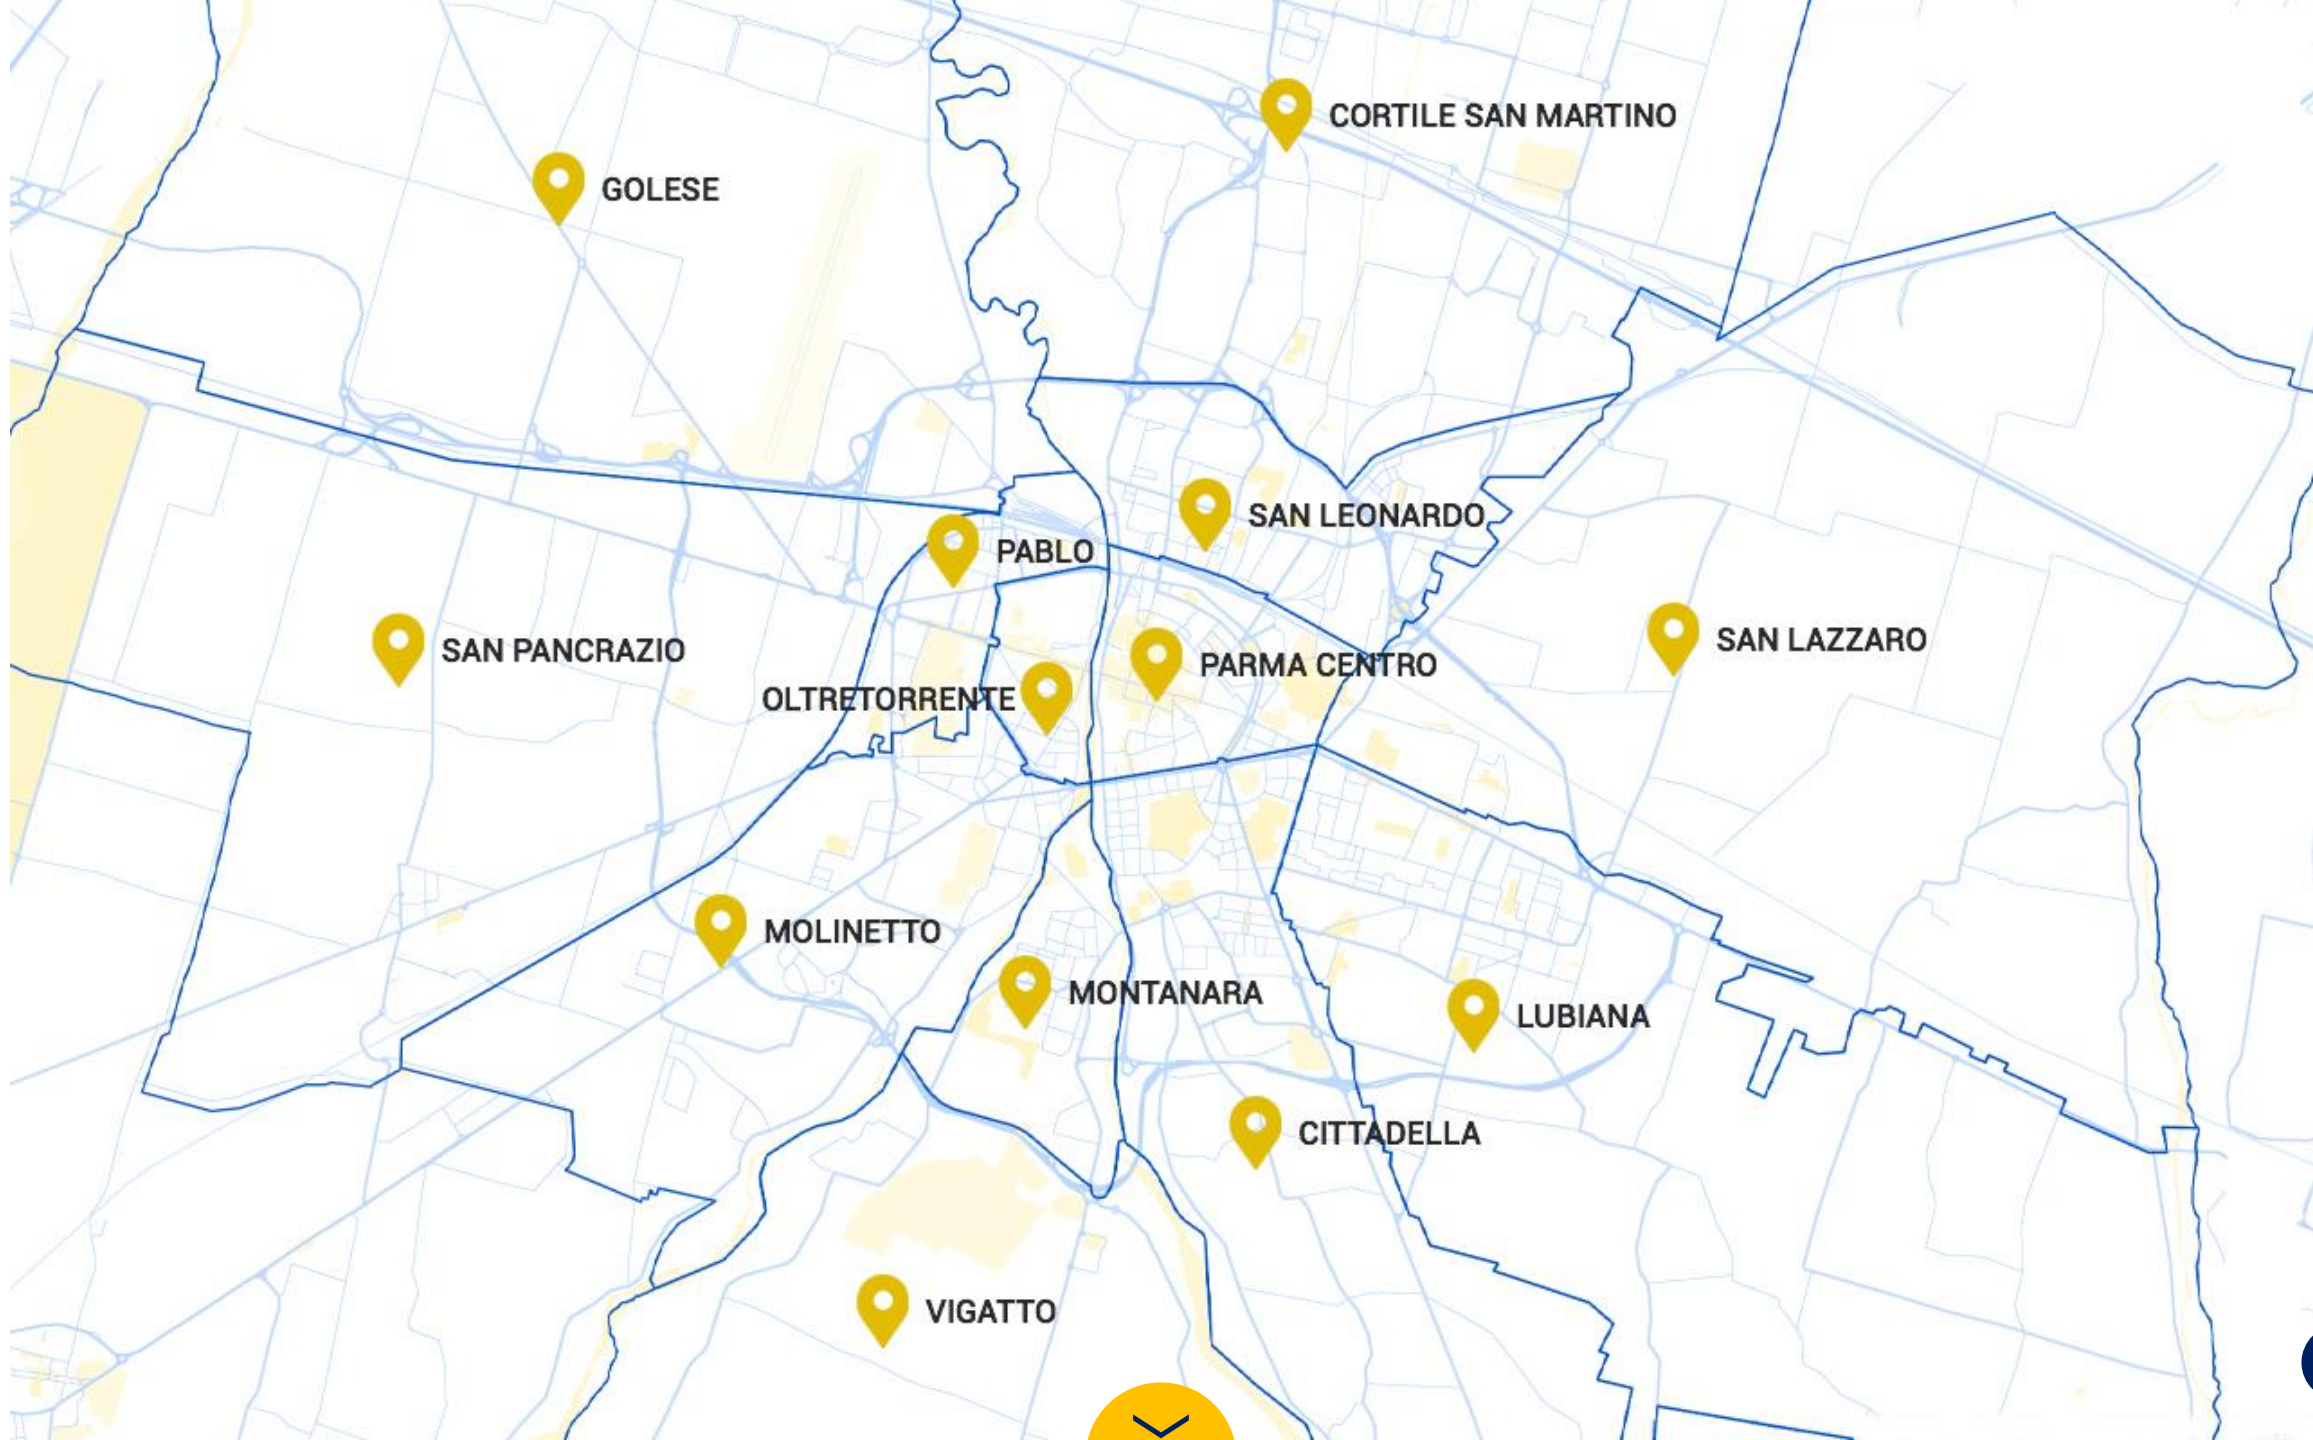 CORTILE SAN MARTINO
GOLESE
SAN LEONARDO
PABLO
SAN LAZZARO
SAN PANCRAZIO
PARMA CENTRO
OLTRETORRENTE
MOLINETTO
MONTANARA
LUBIANA
CITTADELLA
VIGATTO